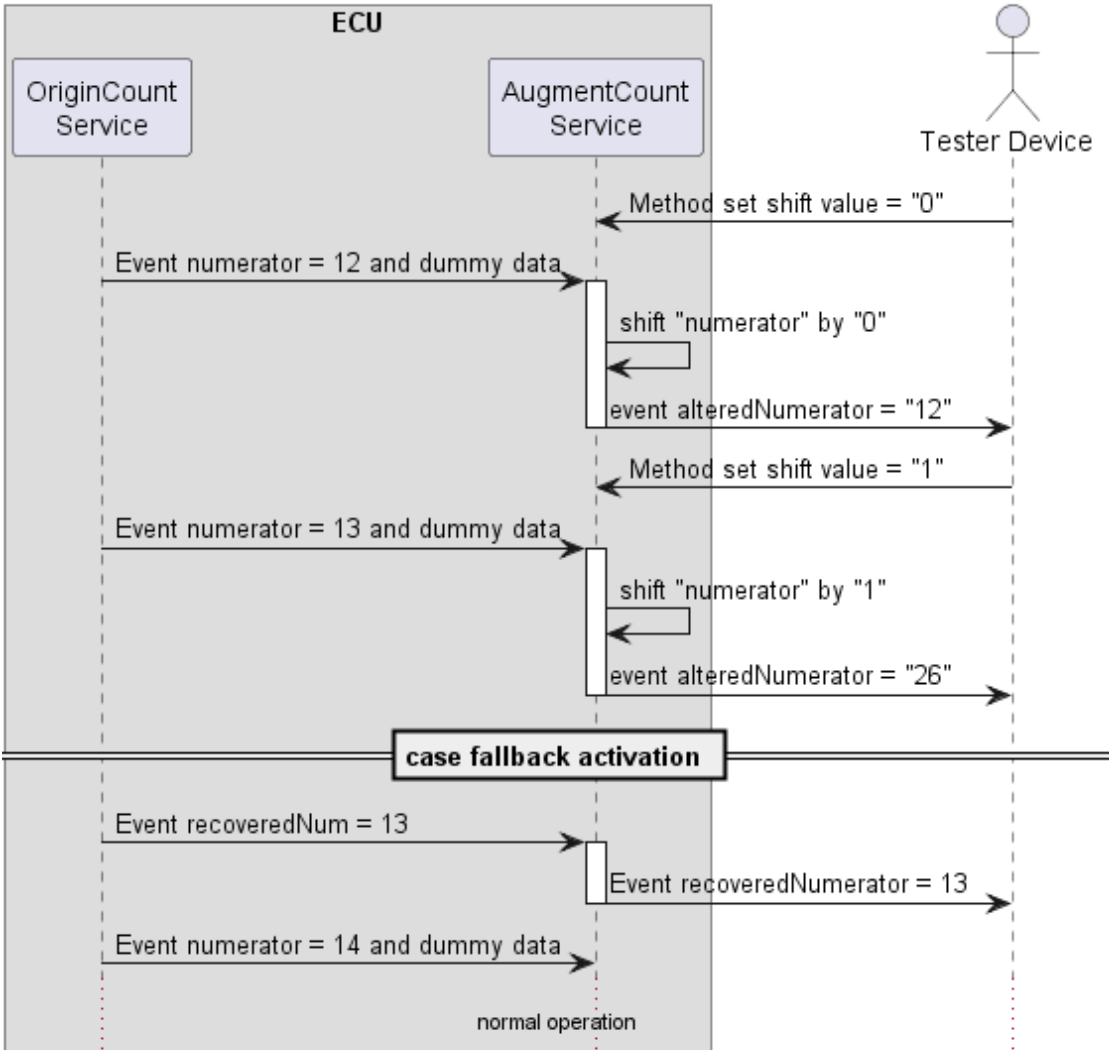 ECU
OriginCount
Service
AugmentCount
Service
Tester Device
Method set shift value = "0"
Event numerator = 12 and dummy data
shift "numerator" by "0"
event alteredNumerator = "12"
Method set shift value = "1"
Event numerator = 13 and dummy data
shift "numerator" by "1"
event alteredNumerator = "26"
case fallback activation
Event recoveredNum = 13
Event recoveredNumerator = 13
Event numerator = 14 and dummy data
normal operation